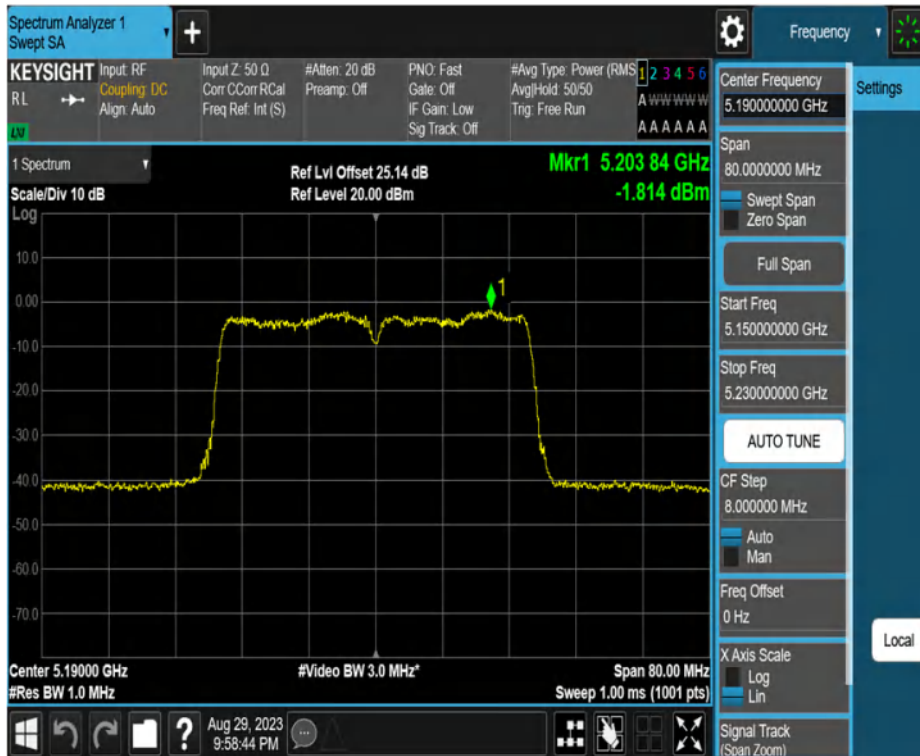 Spectrum Analyzer 1
Swept SA
Frequency
KEYSIGHT
RL
LXI
Input: RF
Coupling: DC
Align: Auto
Input Z: 50 Ω
Corr CCorr RCal
Freq Ref: Int (S)
#Atten: 20 dB
Preamp: Off
PNO: Fast
Gate: Off
IF Gain: Low
Sig Track: Off
#Avg Type: Power (RMS
Avg|Hold: 50/50
Trig: Free Run
1 2 3 4 5 6
A W W W W W
A A A A A A
1 Spectrum
Scale/Div 10 dB
Log
Ref Lvl Offset 25.14 dB
Ref Level 20.00 dBm
Mkr1 5.203 84 GHz
-1.814 dBm
10.0
0.00
-10.0
-20.0
-30.0
-40.0
-50.0
-60.0
-70.0
1
Center 5.19000 GHz
#Res BW 1.0 MHz
#Video BW 3.0 MHz*
Span 80.00 MHz
Sweep 1.00 ms (1001 pts)
Aug 29, 2023
9:58:44 PM
?
Center Frequency
5.190000000 GHz
Span
80.0000000 MHz
Swept Span
Zero Span
Full Span
Start Freq
5.150000000 GHz
Stop Freq
5.230000000 GHz
AUTO TUNE
CF Step
8.000000 MHz
Auto
Man
Freq Offset
0 Hz
X Axis Scale
Log
Lin
Signal Track
(Span Zoom)
Settings
Local